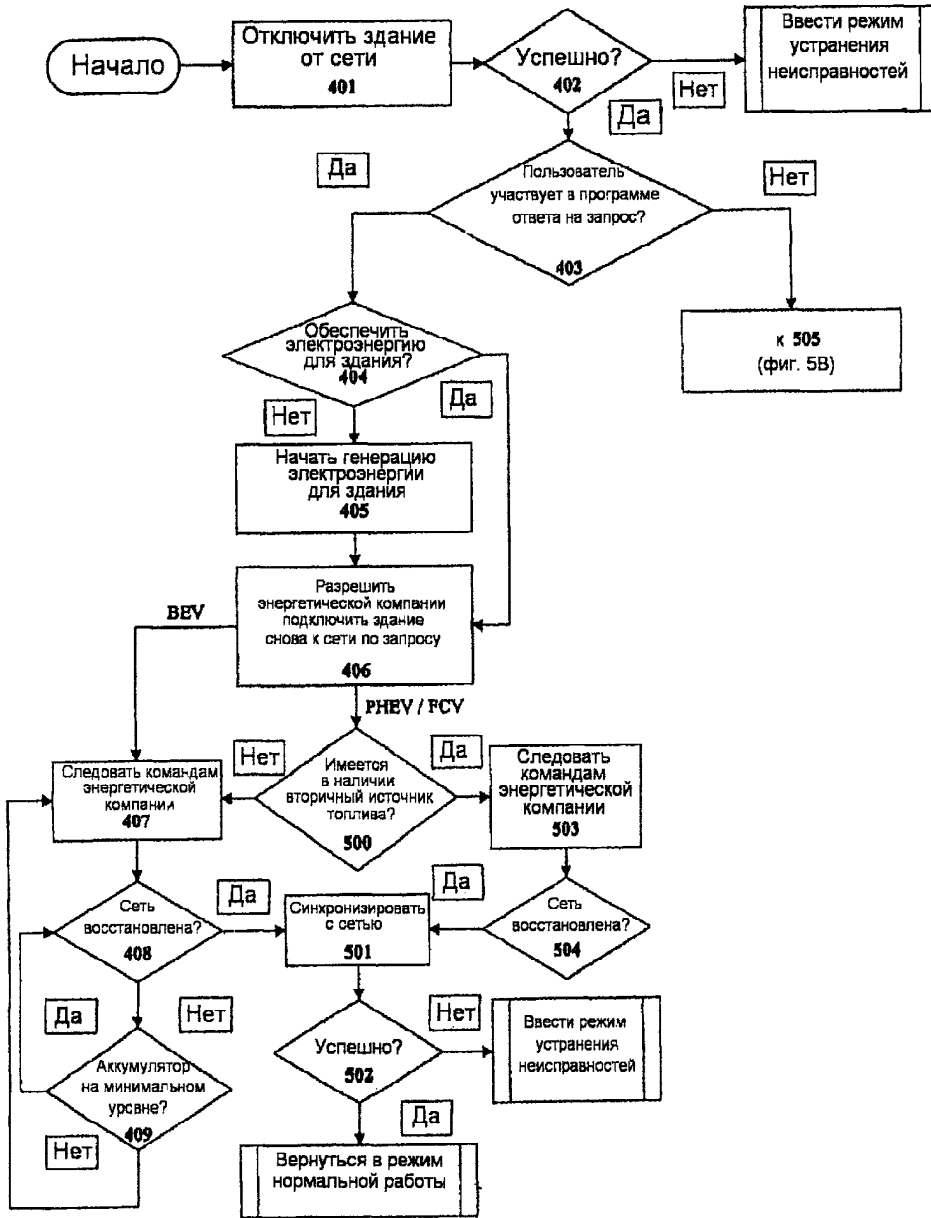 Начало
Отключить здание
от сети
401
Успешно?
402
Нет
Ввести режим
устранения
неисправностей
Да
Да
Пользователь
участвует в программе
ответа на запрос?
403
Нет
к 505
(фиг. 5В)
Обеспечить
электроэнергию
для здания?
404
Да
Нет
Начать генерацию
электроэнергии
для здания
405
Разрешить
энергетической компании
подключить здание
снова к сети по запросу
406
BEV
PHEV / FCV
Следовать командам
энергетической
компании
407
Нет
Имеется
в наличии
вторичный источник
топлива?
500
Да
Следовать
командам
энергетической
компании
503
Сеть
восстановлена?
408
Да
Синхронизировать
с сетью
501
Да
Сеть
восстановлена?
504
Да
Нет
Аккумулятор
на минимальном
уровне?
409
Нет
Успешно?
502
Нет
Ввести режим
устранения
неисправностей
Да
Вернуться в режим
нормальной работы